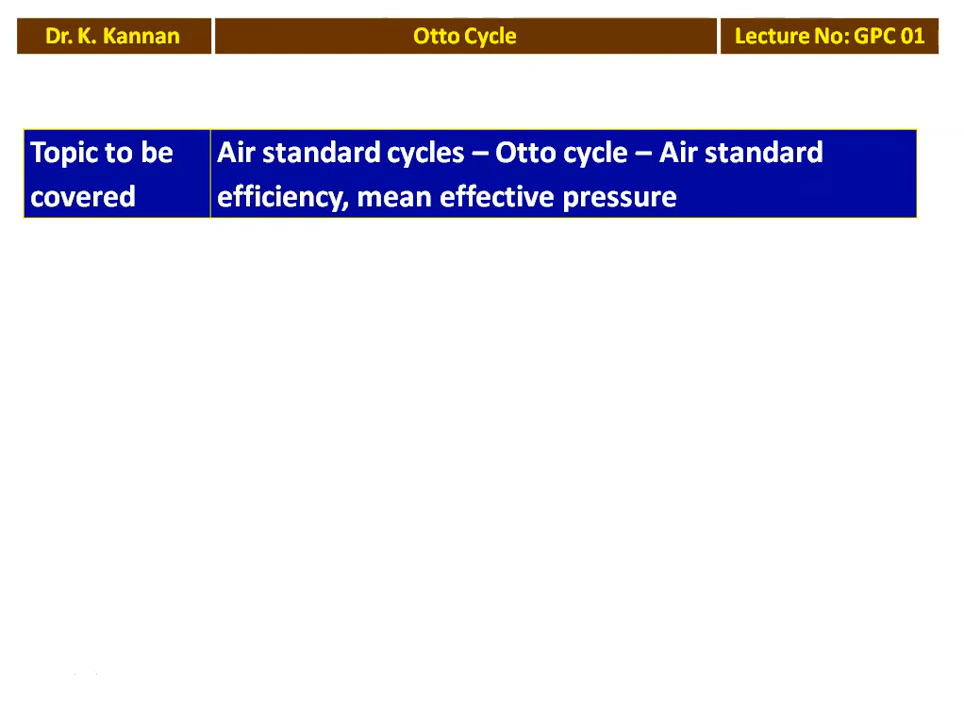 Dr. K. Kannan
Otto Cycle
Lecture No: GPC 01
Topic to be covered
Air standard cycles – Otto cycle – Air standard
efficiency, mean effective pressure